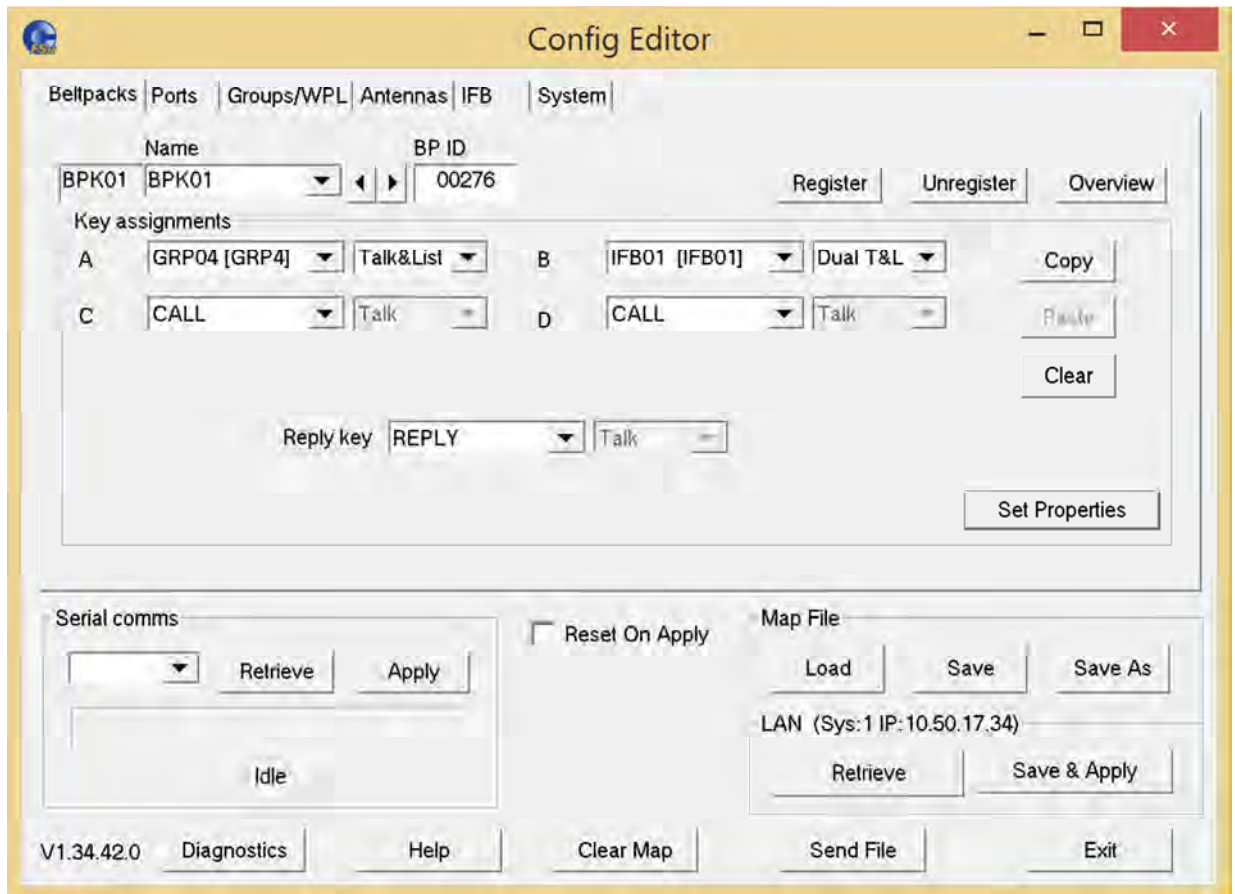 Config Editor
Beltpacks Ports Groups/WPL Antennas IFB System
Name BP ID
BPK01 BPK01 00276 Register Unregister Overview
Key assignments
A GRP04 [GRP4] Talk&List B IFB01 [IFB01] Dual T&L Copy
C CALL Talk D CALL Talk Paste
Clear
Reply key REPLY Talk
Set Properties
Serial comms Reset On Apply Map File
Retrieve Apply Load Save Save As
LAN (Sys:1 IP:10.50.17.34)
Idle Retrieve Save & Apply
V1.34.42.0 Diagnostics Help Clear Map Send File Exit